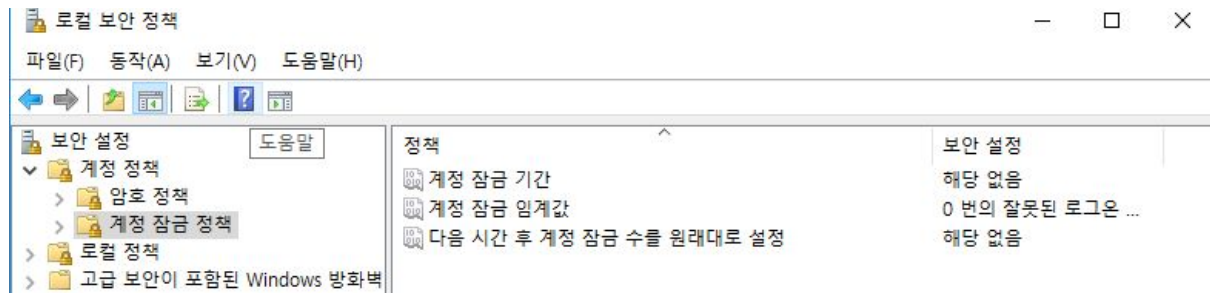 로컬 보안 정책
파일(F) 동작(A) 보기(V) 도움말(H)
도움말
보안 설정
계정 정책
암호 정책
계정 잠금 정책
로컬 정책
고급 보안이 포함된 Windows 방화벽
정책 보안 설정
계정 잠금 기간 해당 없음
계정 잠금 임계값 0 번의 잘못된 로그온 ...
다음 시간 후 계정 잠금 수를 원래대로 설정 해당 없음